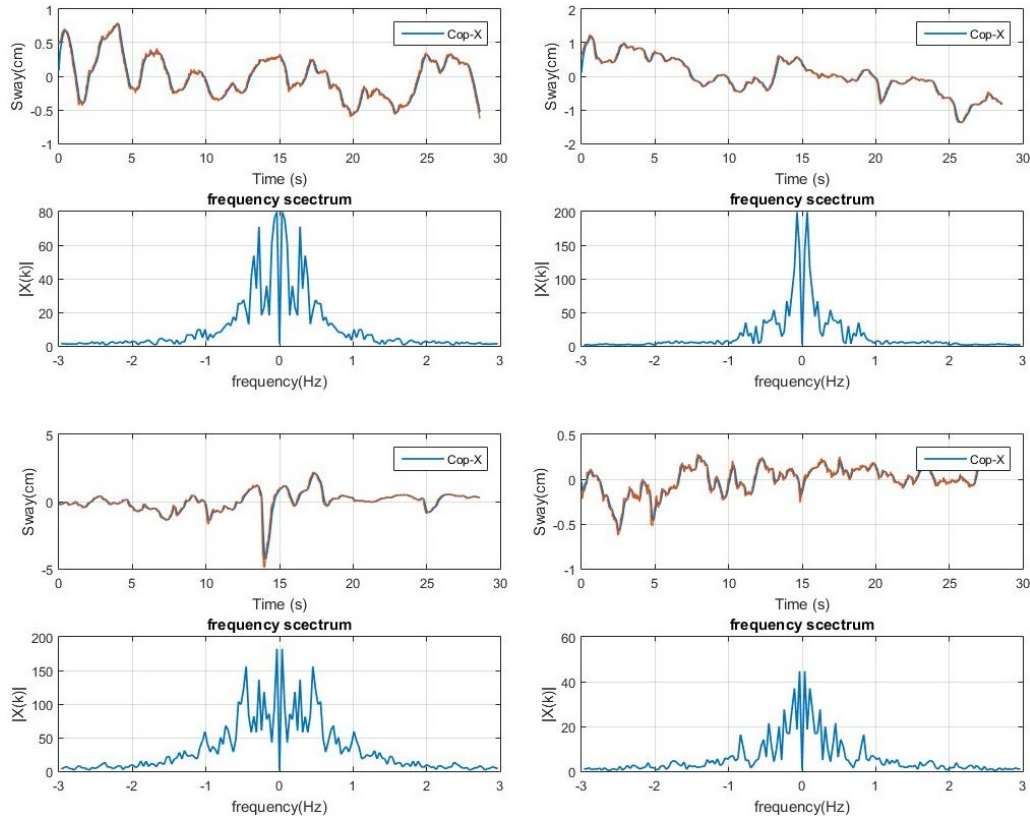 1
0.5
0
-0.5
-1
Sway(cm)
Cop-X
0 5 10 15 20 25 30
Time (s)
2
1
0
-1
-2
Sway(cm)
Cop-X
0 5 10 15 20 25 30
Time (s)
frequency scectrum
80
60
40
20
0
|X(k)|
-3 -2 -1 0 1 2 3
frequency(Hz)
frequency scectrum
200
150
100
50
0
|X(k)|
-3 -2 -1 0 1 2 3
frequency(Hz)
5
0
-5
Sway(cm)
Cop-X
0 5 10 15 20 25 30
Time (s)
0.5
0
-0.5
-1
Sway(cm)
Cop-X
0 5 10 15 20 25 30
Time (s)
frequency scectrum
200
150
100
50
0
|X(k)|
-3 -2 -1 0 1 2 3
frequency(Hz)
frequency scectrum
60
40
20
0
|X(k)|
-3 -2 -1 0 1 2 3
frequency(Hz)